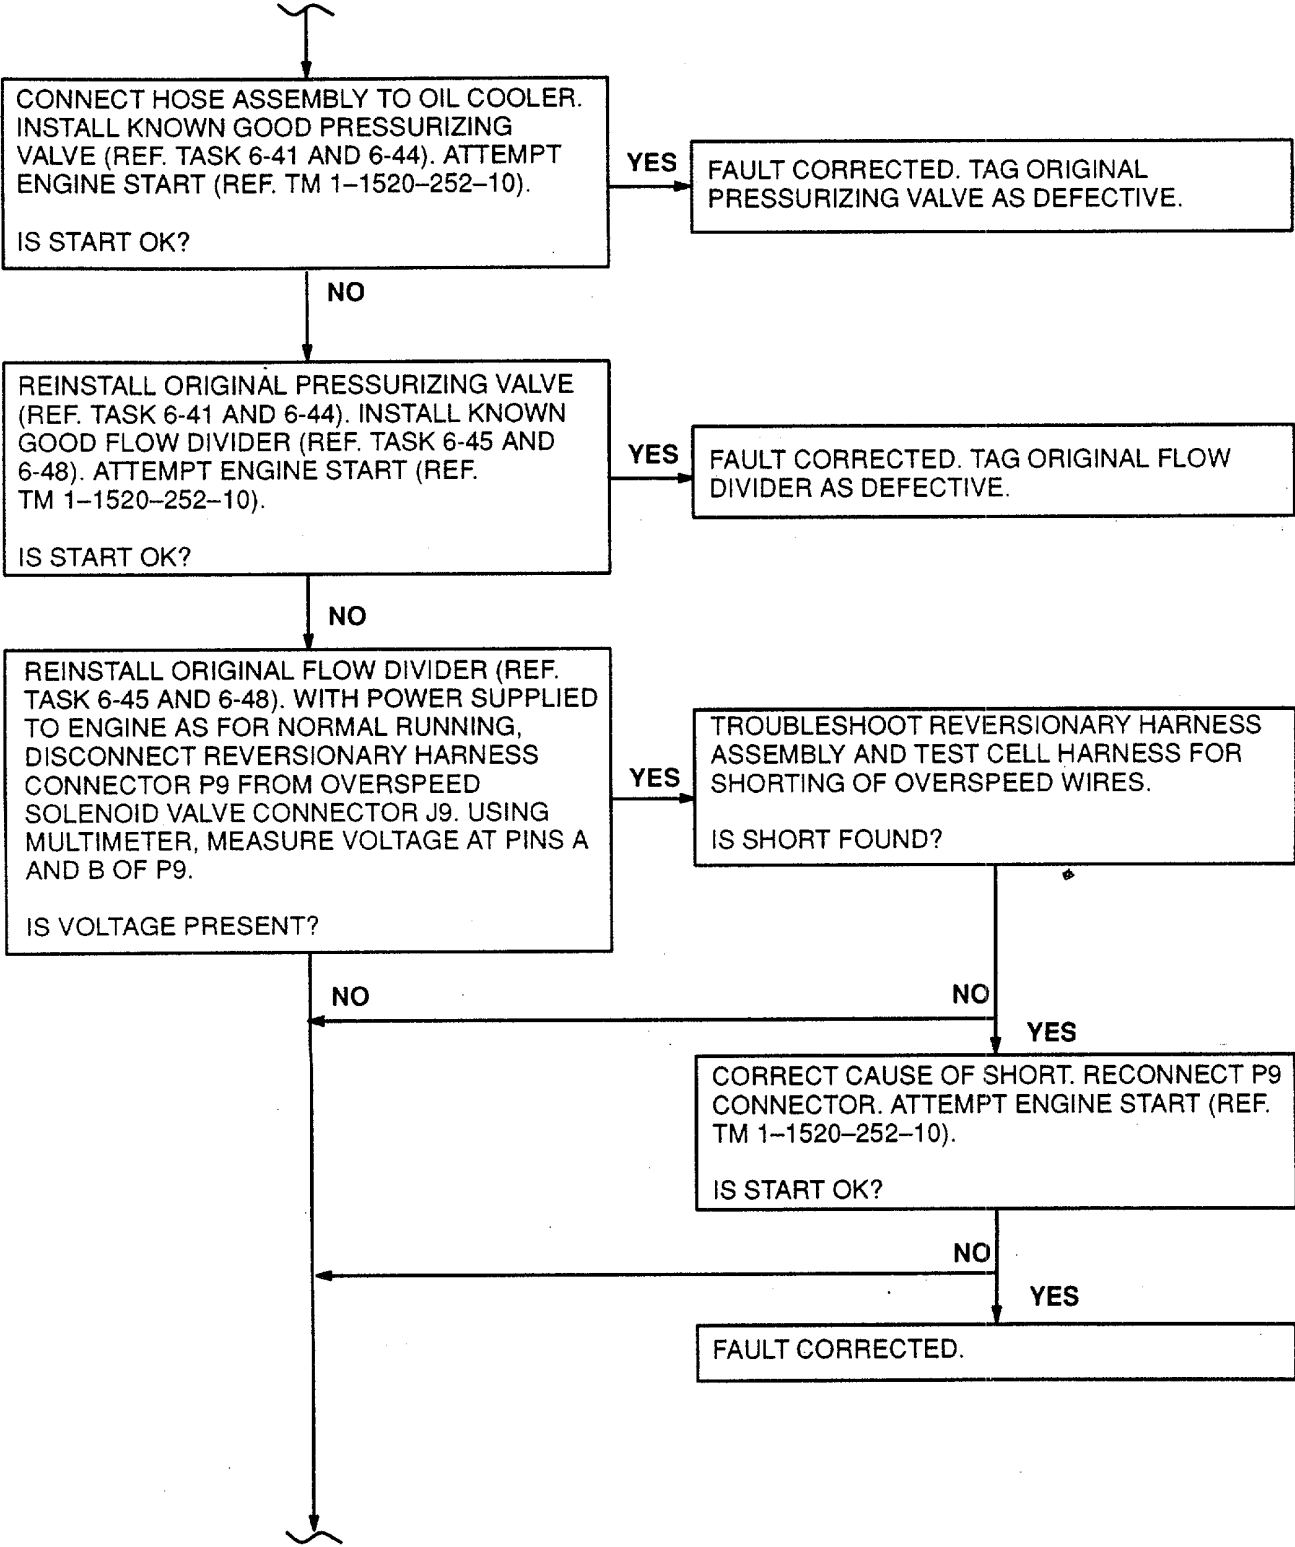 CONNECT HOSE ASSEMBLY TO OIL COOLER.
INSTALL KNOWN GOOD PRESSURIZING
VALVE (REF. TASK 6-41 AND 6-44). ATTEMPT
ENGINE START (REF. TM 1–1520–252–10).
IS START OK?
YES
FAULT CORRECTED. TAG ORIGINAL
PRESSURIZING VALVE AS DEFECTIVE.
NO
REINSTALL ORIGINAL PRESSURIZING VALVE
(REF. TASK 6-41 AND 6-44). INSTALL KNOWN
GOOD FLOW DIVIDER (REF. TASK 6-45 AND
6-48). ATTEMPT ENGINE START (REF.
TM 1–1520–252–10).
IS START OK?
YES
FAULT CORRECTED. TAG ORIGINAL FLOW
DIVIDER AS DEFECTIVE.
NO
REINSTALL ORIGINAL FLOW DIVIDER (REF.
TASK 6-45 AND 6-48). WITH POWER SUPPLIED
TO ENGINE AS FOR NORMAL RUNNING,
DISCONNECT REVERSIONARY HARNESS
CONNECTOR P9 FROM OVERSPEED
SOLENOID VALVE CONNECTOR J9. USING
MULTIMETER, MEASURE VOLTAGE AT PINS A
AND B OF P9.
IS VOLTAGE PRESENT?
YES
TROUBLESHOOT REVERSIONARY HARNESS
ASSEMBLY AND TEST CELL HARNESS FOR
SHORTING OF OVERSPEED WIRES.
IS SHORT FOUND?
NO
NO
YES
CORRECT CAUSE OF SHORT. RECONNECT P9
CONNECTOR. ATTEMPT ENGINE START (REF.
TM 1–1520–252–10).
IS START OK?
NO
YES
FAULT CORRECTED.